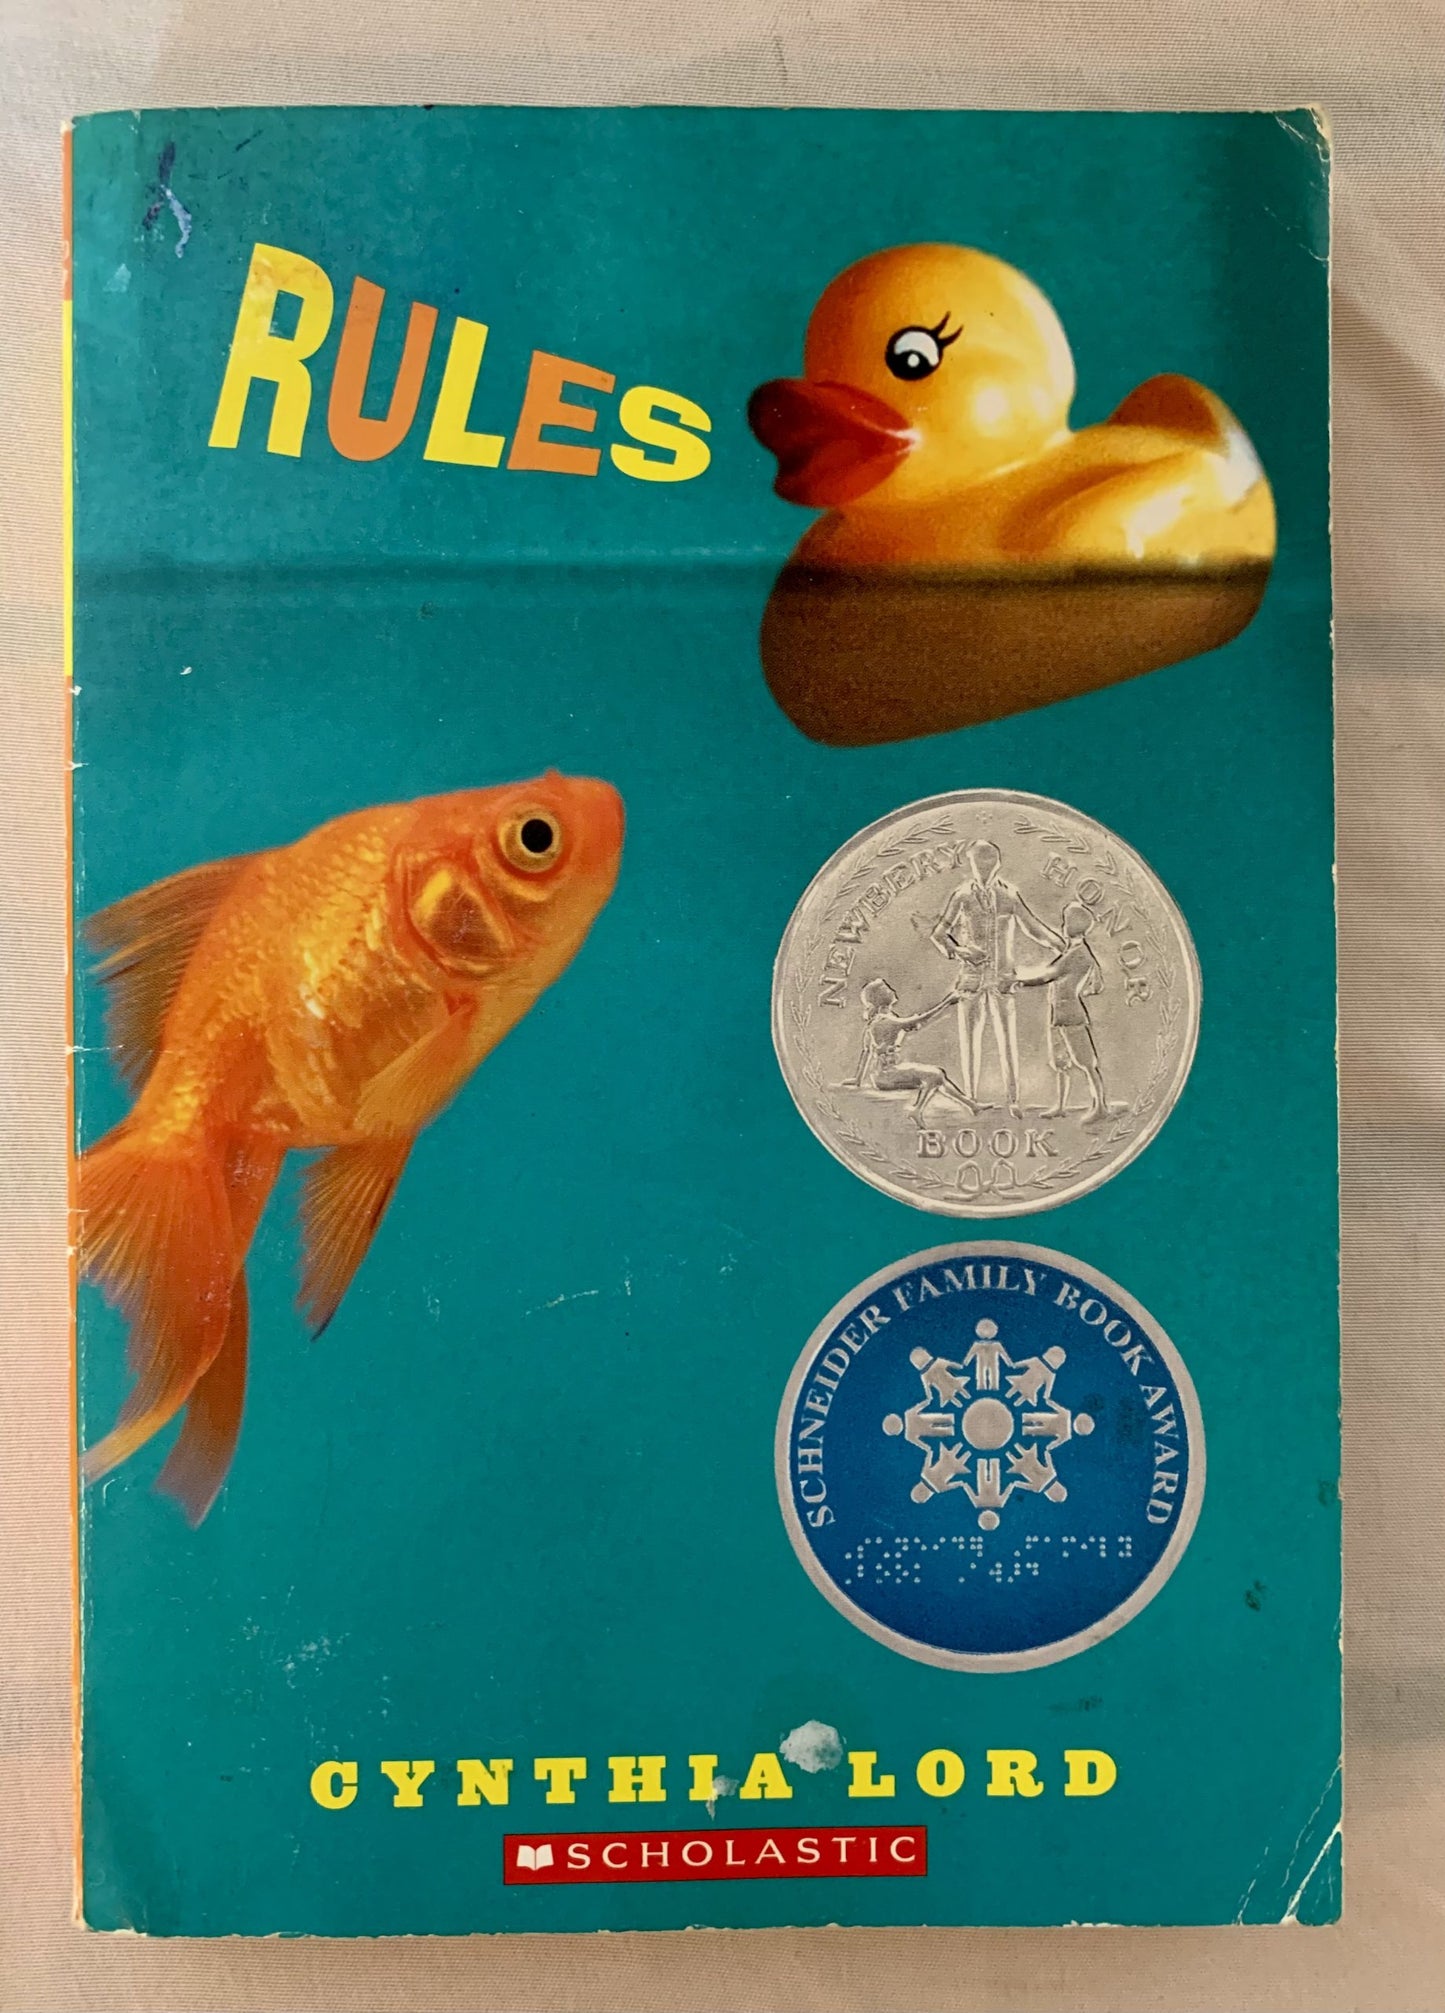 RULES
NEWBERY HONOR
BOOK
SCHNEIDER FAMILY BOOK AWARD
CYNTHIA LORD
SCHOLASTIC